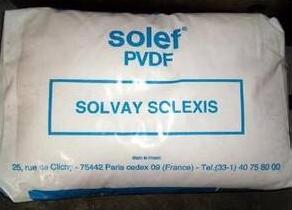 solef®
PVDF
SOLVAY SOLEXIS
Made in France
25, rue de Clichy - 75442 Paris cedex 09 (France) - Tel.(33-1) 40 75 80 00